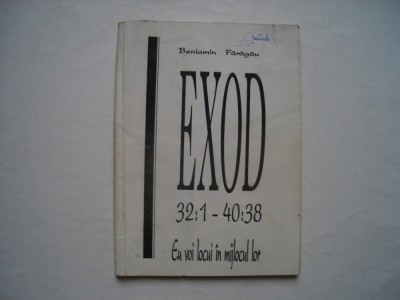 Beniamin Fărăgău
EXOD
32:1 - 40:38
Eu voi locui în mijlocul lor